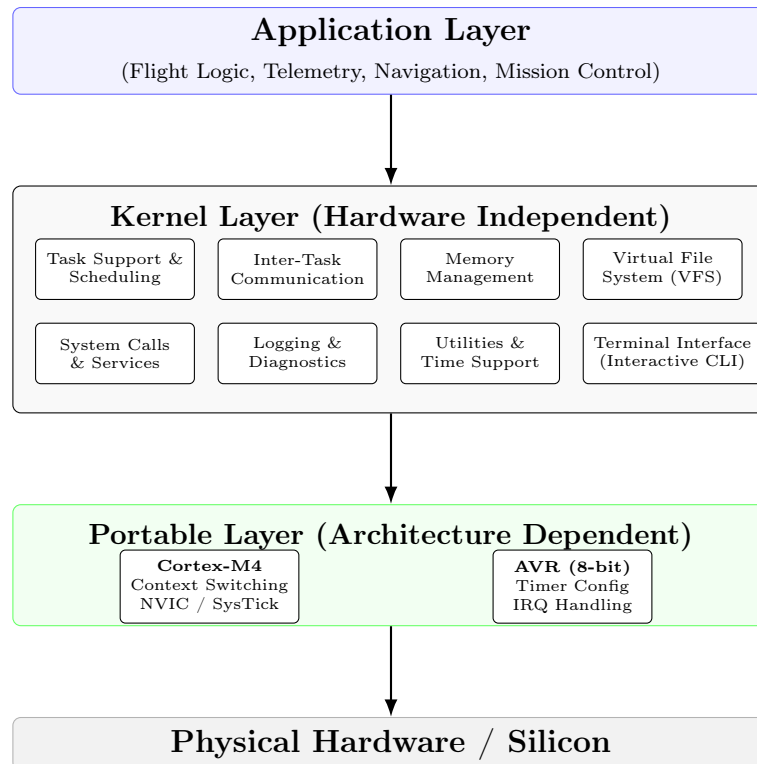 Application Layer
(Flight Logic, Telemetry, Navigation, Mission Control)
Kernel Layer (Hardware Independent)
Task Support &
Scheduling
Inter-Task
Communication
Memory
Management
Virtual File
System (VFS)
System Calls
& Services
Logging &
Diagnostics
Utilities &
Time Support
Terminal Interface
(Interactive CLI)
Portable Layer (Architecture Dependent)
Cortex-M4
Context Switching
NVIC / SysTick
AVR (8-bit)
Timer Config
IRQ Handling
Physical Hardware / Silicon